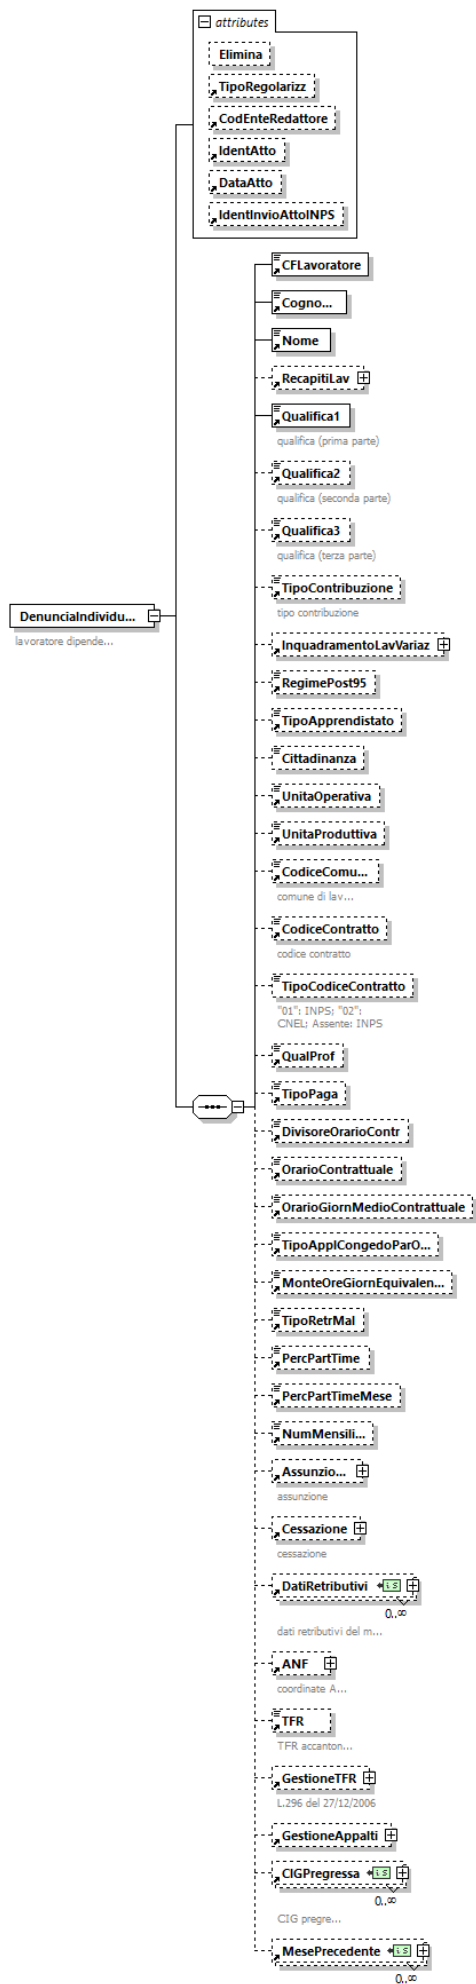 attributes
Elimina
TipoRegolarizz
CodEnteRedattore
IdentAtto
DataAtto
IdentInvioAttoINPS
CFLavoratore
Cogno...
Nome
RecapitiLav
Qualifica1
qualifica (prima parte)
Qualifica2
qualifica (seconda parte)
Qualifica3
qualifica (terza parte)
TipoContribuzione
tipo contribuzione
DenunciaIndividu...
lavoratore dipende...
InquadramentoLavVariaz
RegimePost95
TipoApprendistato
Cittadinanza
UnitaOperativa
UnitaProduttiva
CodiceComu...
comune di lav...
CodiceContratto
codice contratto
TipoCodiceContratto
"01": INPS; "02":
CNEL; Assente: INPS
QualProf
TipoPaga
DivisoreOrarioContr
OrarioContrattuale
OrarioGiornMedioContrattuale
TipoApplCongedoParO...
MonteOreGiornEquivalen...
TipoRetrMal
PercPartTime
PercPartTimeMese
NumMensili...
Assunzio...
assunzione
Cessazione
cessazione
DatiRetributivi
0..∞
dati retributivi del m...
ANF
coordinate A...
TFR
TFR accanton...
GestioneTFR
L.296 del 27/12/2006
GestioneAppalti
CIGPregressa
0..∞
CIG pregre...
MesePrecedente
0..∞